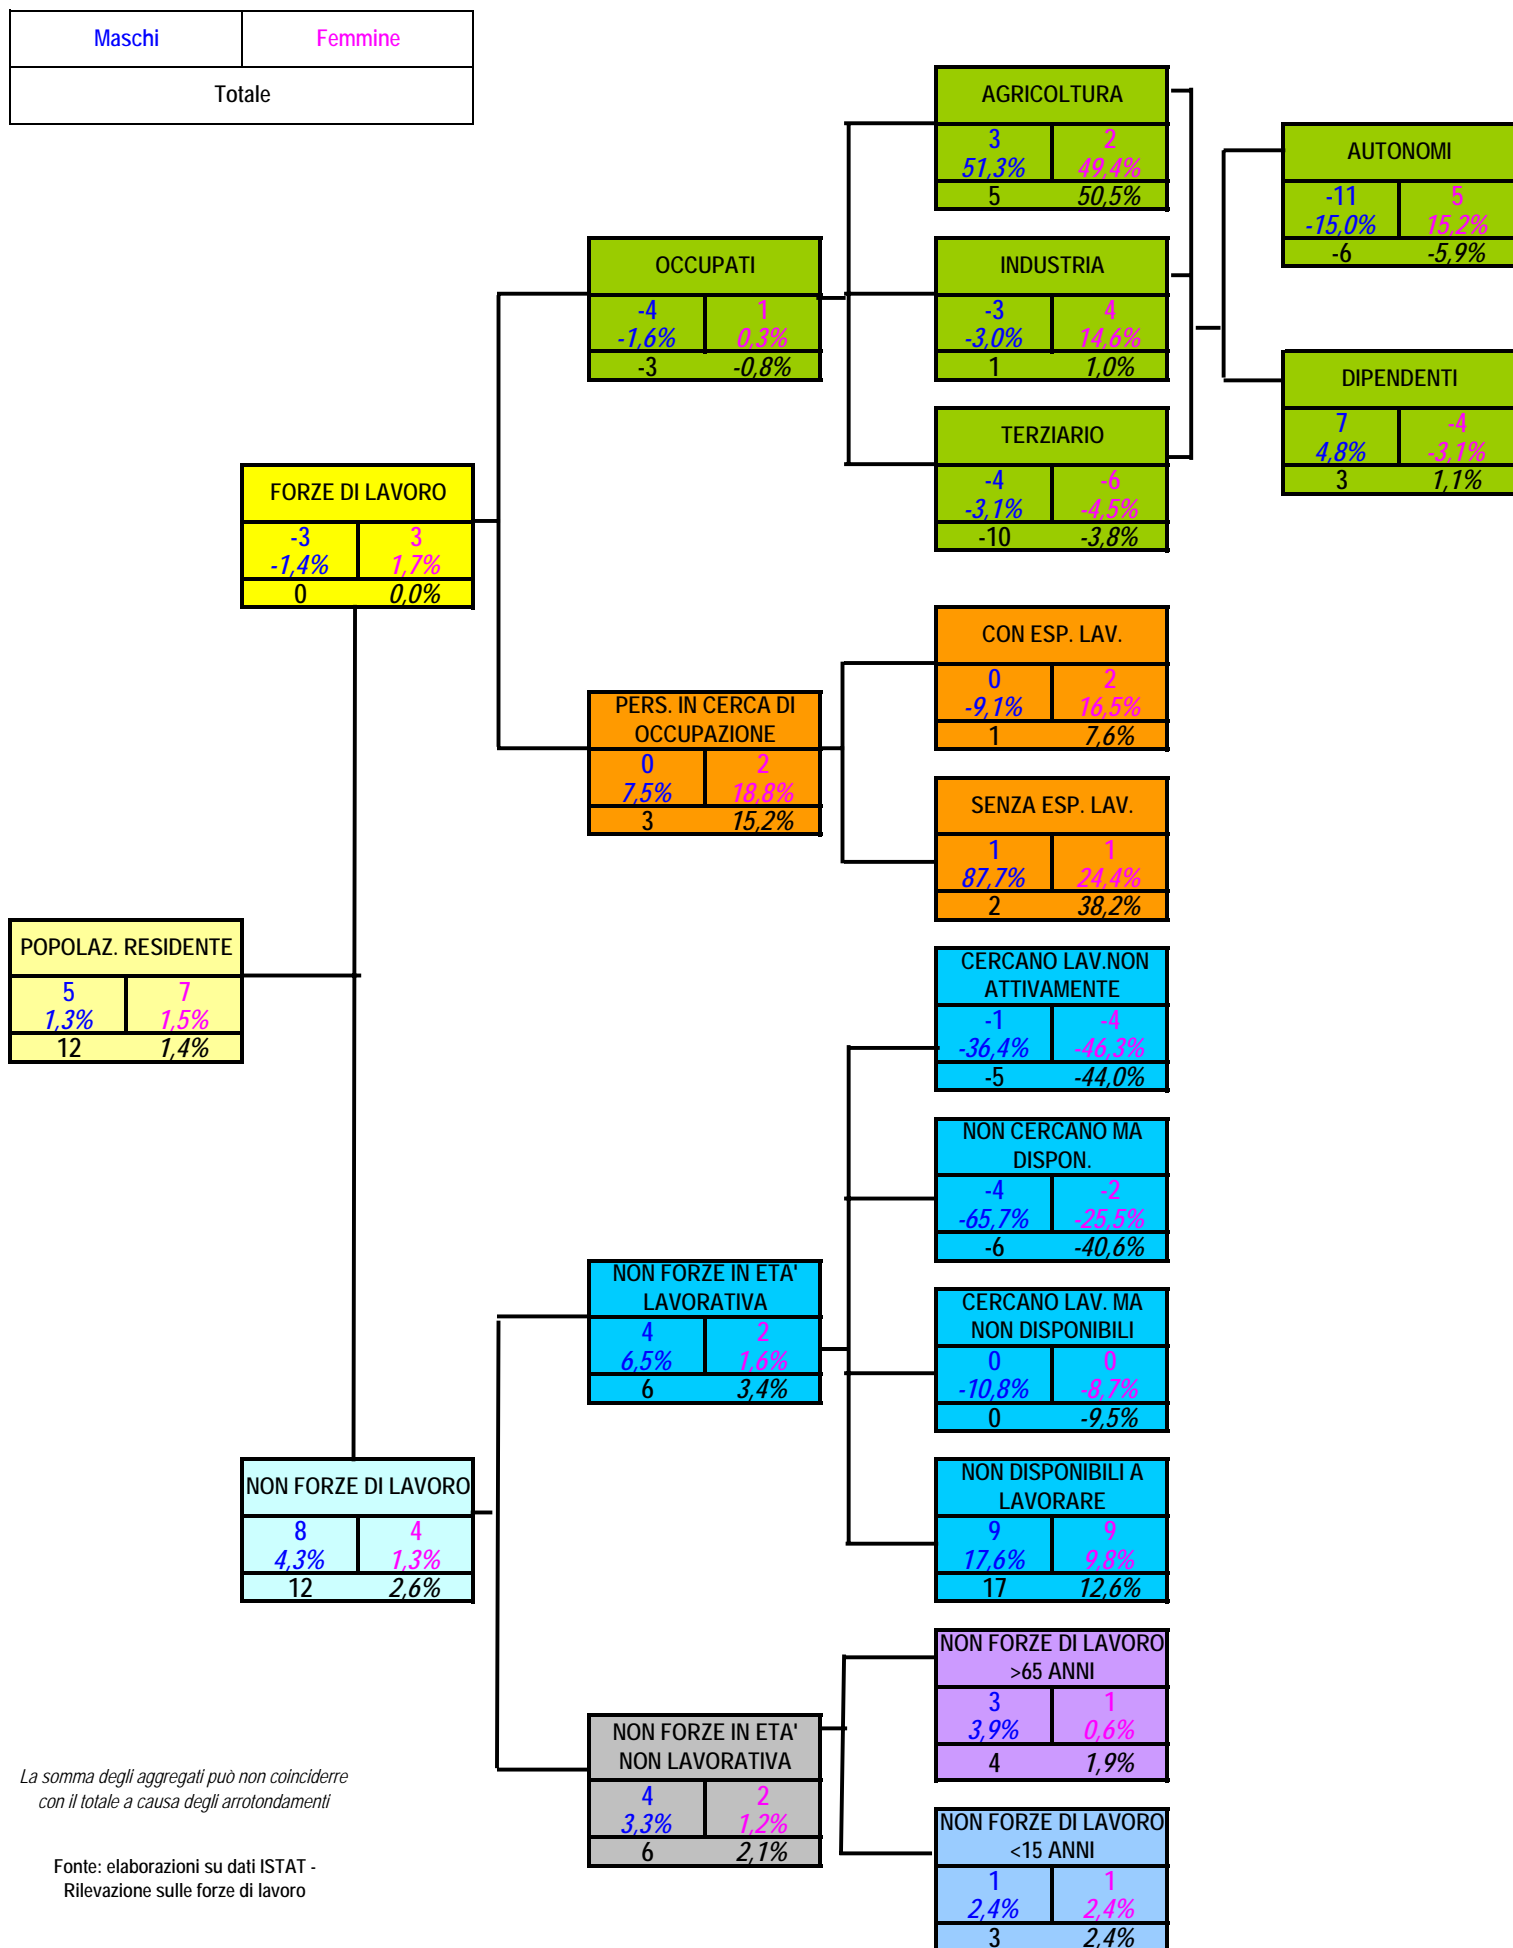 Maschi Femmine
Totale
AGRICOLTURA
3 2
51,3% 49,4%
5 50,5%
AUTONOMI
-11 5
-15,0% 15,2%
-6 -5,9%
OCCUPATI
-4 1
-1,6% 0,3%
-3 -0,8%
INDUSTRIA
-3 4
-3,0% 14,6%
1 1,0%
DIPENDENTI
7 -4
4,8% -3,1%
3 1,1%
TERZIARIO
-4 -6
-3,1% -4,5%
-10 -3,8%
FORZE DI LAVORO
-3 3
-1,4% 1,7%
0 0,0%
CON ESP. LAV.
0 2
-9,1% 16,5%
1 7,6%
PERS. IN CERCA DI
OCCUPAZIONE
0 2
7,5% 18,8%
3 15,2%
SENZA ESP. LAV.
1 1
87,7% 24,4%
2 38,2%
POPOLAZ. RESIDENTE
5 7
1,3% 1,5%
12 1,4%
CERCANO LAV.NON
ATTIVAMENTE
-1 -4
-36,4% -46,3%
-5 -44,0%
NON CERCANO MA
DISPON.
-4 -2
-65,7% -25,5%
-6 -40,6%
NON FORZE IN ETA'
LAVORATIVA
4 2
6,5% 1,6%
6 3,4%
CERCANO LAV. MA
NON DISPONIBILI
0 0
-10,8% -8,7%
0 -9,5%
NON FORZE DI LAVORO
8 4
4,3% 1,3%
12 2,6%
NON DISPONIBILI A
LAVORARE
9 9
17,6% 9,8%
17 12,6%
NON FORZE DI LAVORO
>65 ANNI
3 1
3,9% 0,6%
4 1,9%
NON FORZE IN ETA'
NON LAVORATIVA
4 2
3,3% 1,2%
6 2,1%
NON FORZE DI LAVORO
<15 ANNI
1 1
2,4% 2,4%
3 2,4%
La somma degli aggregati può non coinciderre
con il totale a causa degli arrotondamenti
Fonte: elaborazioni su dati ISTAT -
Rilevazione sulle forze di lavoro